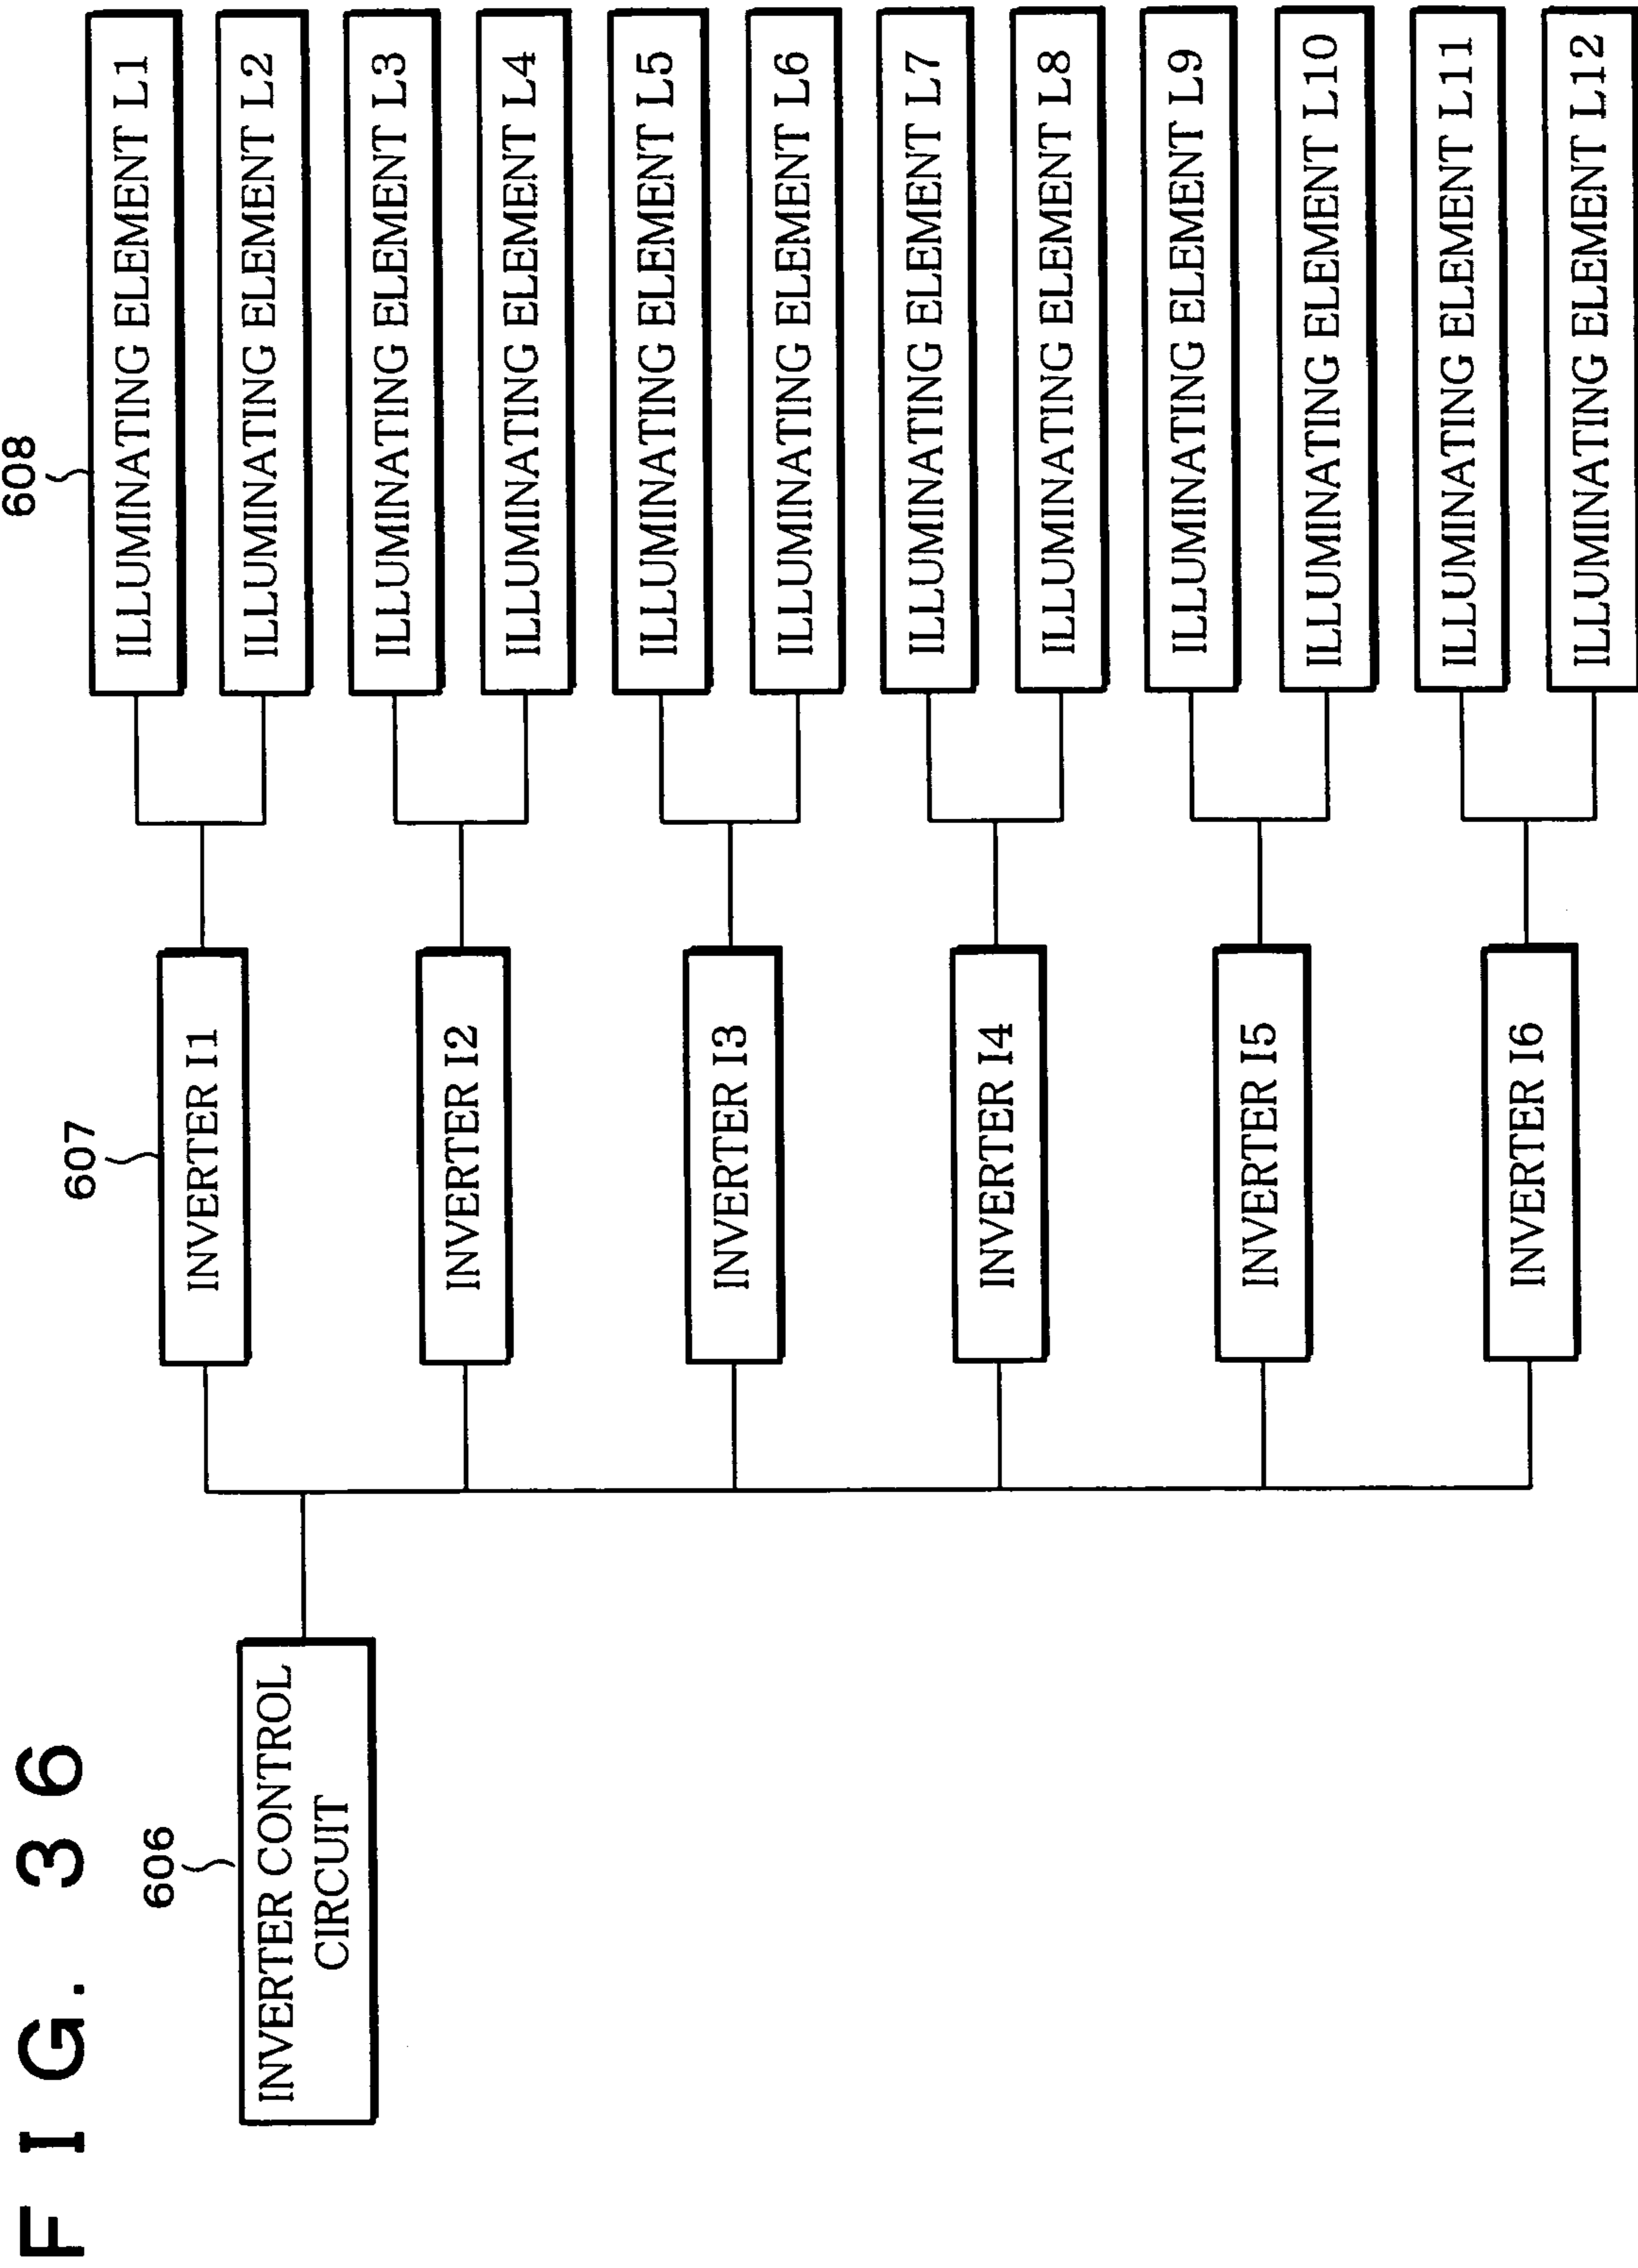 FIG. 36
606
INVERTER CONTROL
CIRCUIT
607
INVERTER I1
INVERTER I2
INVERTER I3
INVERTER I4
INVERTER I5
INVERTER I6
608
ILLUMINATING ELEMENT L1
ILLUMINATING ELEMENT L2
ILLUMINATING ELEMENT L3
ILLUMINATING ELEMENT L4
ILLUMINATING ELEMENT L5
ILLUMINATING ELEMENT L6
ILLUMINATING ELEMENT L7
ILLUMINATING ELEMENT L8
ILLUMINATING ELEMENT L9
ILLUMINATING ELEMENT L10
ILLUMINATING ELEMENT L11
ILLUMINATING ELEMENT L12